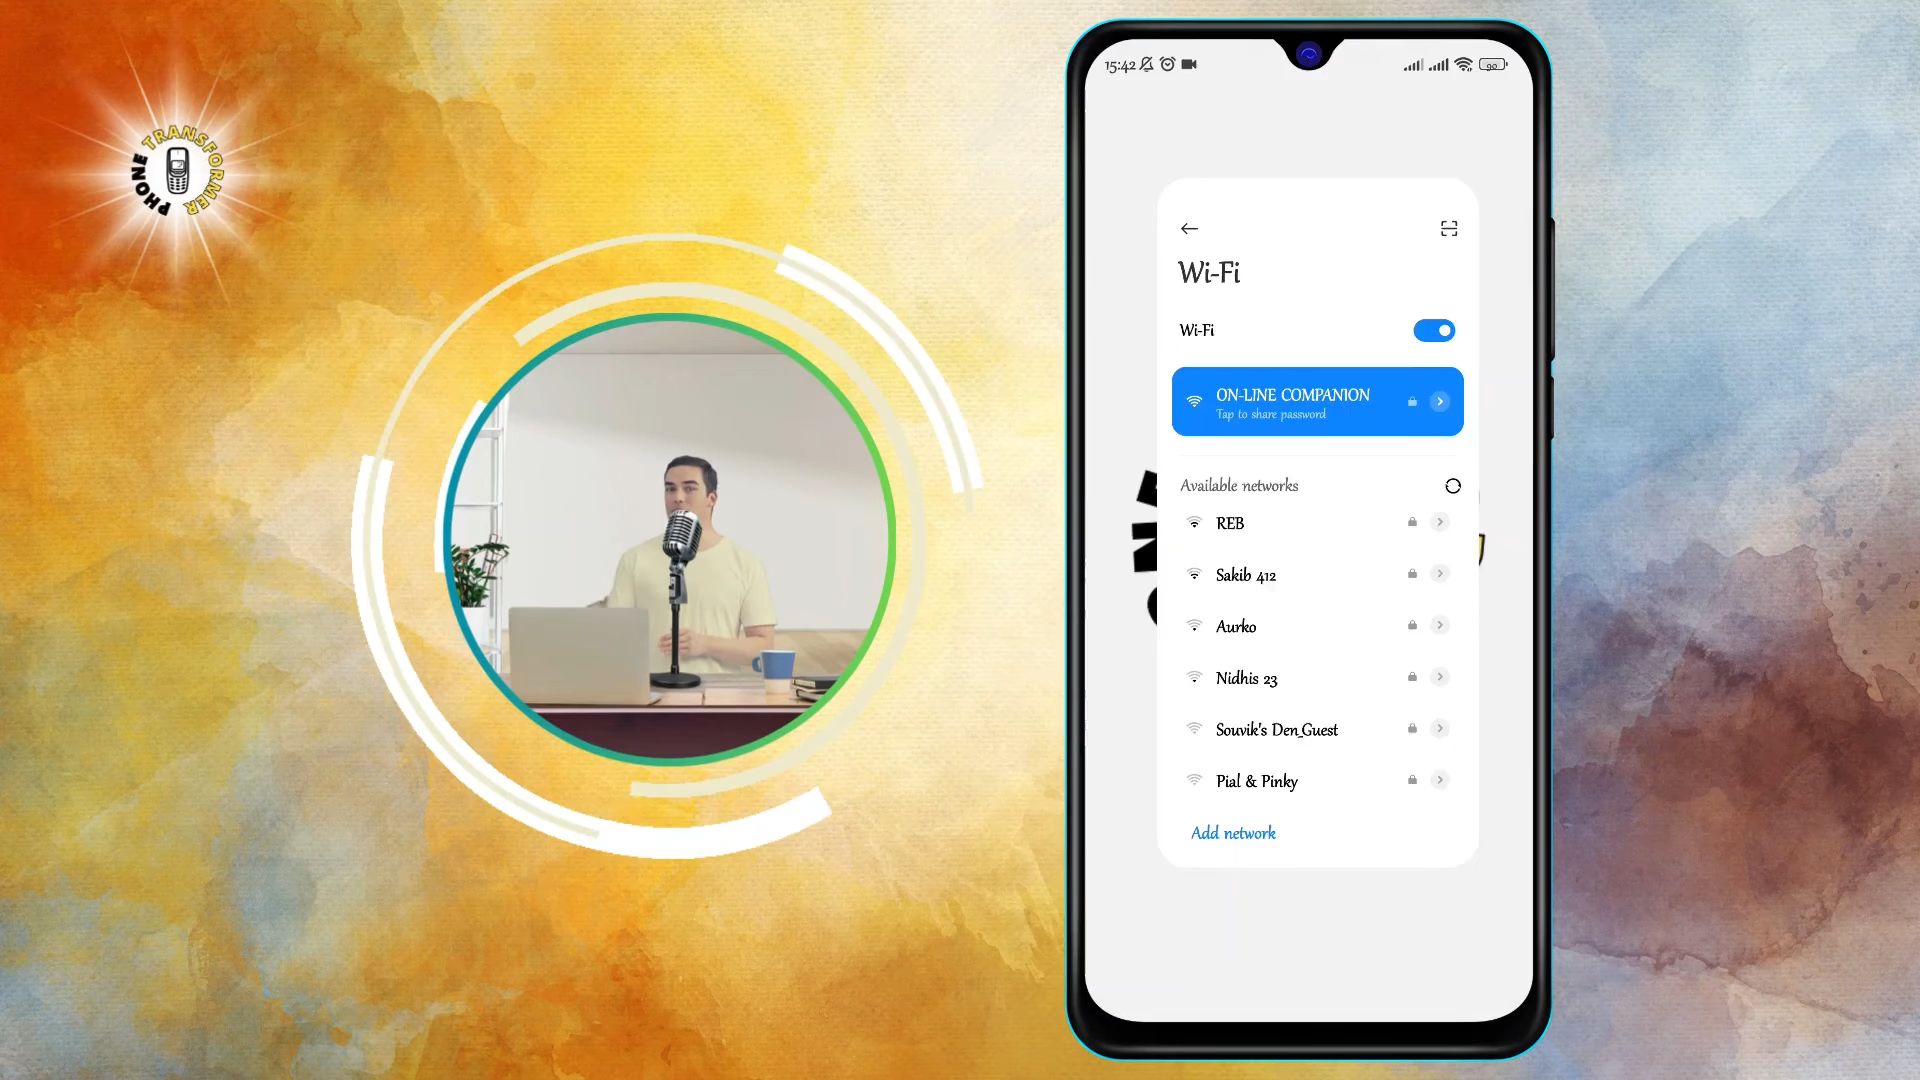 PHONE TRANSFORMER
15:42
90
Wi-Fi
Wi-Fi
ON-LINE COMPANION
Tap to share password
Available networks
REB
Sakib 412
Aurko
Nidhis 23
Souvik's Den_Guest
Pial & Pinky
Add network